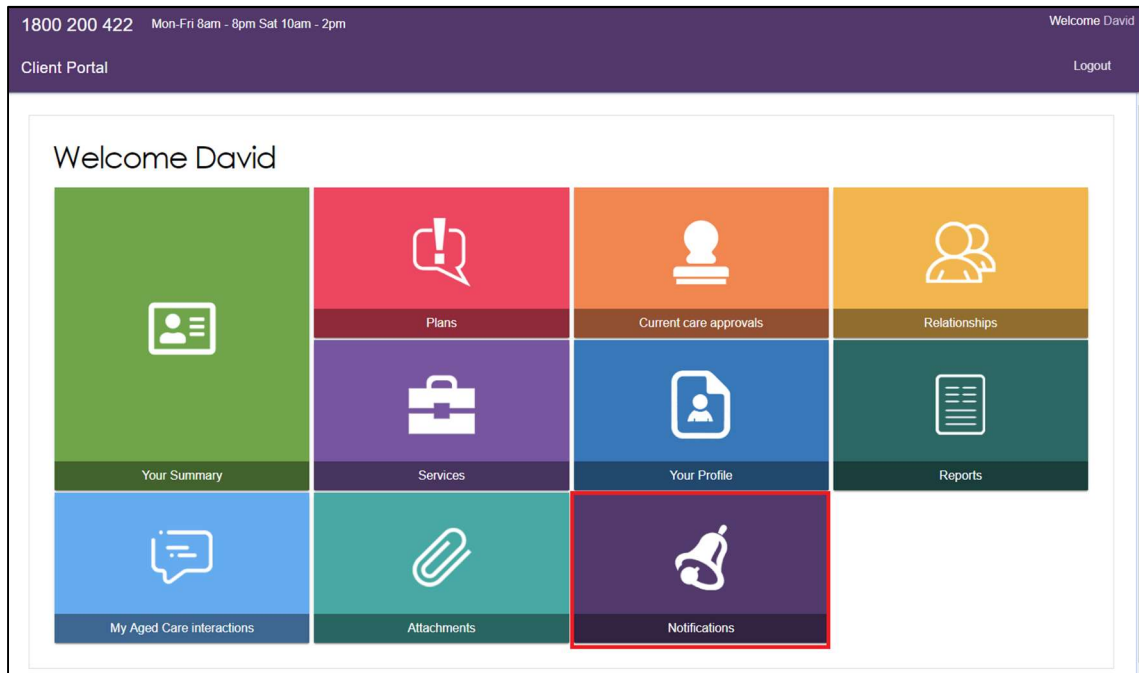 1800 200 422 Mon-Fri 8am - 8pm Sat 10am - 2pm Welcome David
Client Portal Logout
Welcome David
Plans Current care approvals Relationships
Your Summary Services Your Profile Reports
My Aged Care interactions Attachments Notifications